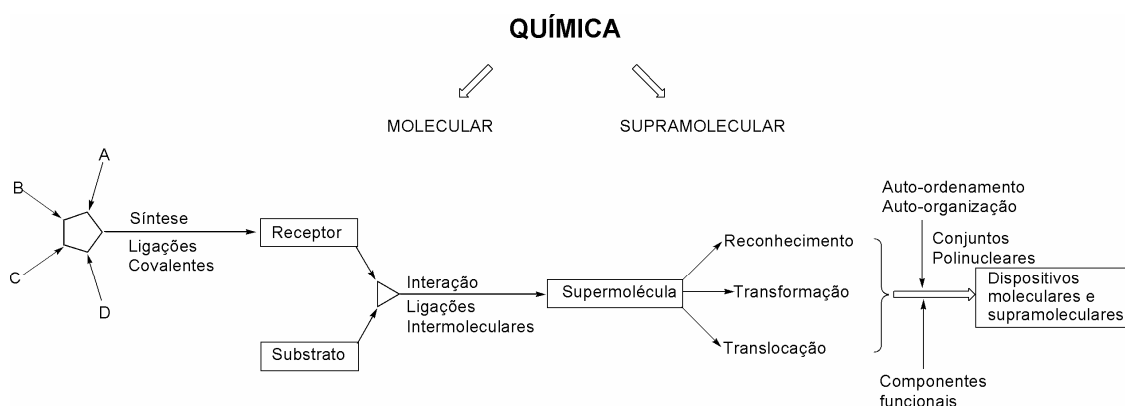 QUÍMICA
MOLECULAR
SUPRAMOLECULAR
A
B
C
D
Síntese
Ligações
Covalentes
Receptor
Substrato
Interação
Ligações
Intermoleculares
Supermolécula
Reconhecimento
Transformação
Translocação
Auto-ordenamento
Auto-organização
Conjuntos
Polinucleares
Dispositivos
moleculares e
supramoleculares
Componentes
funcionais